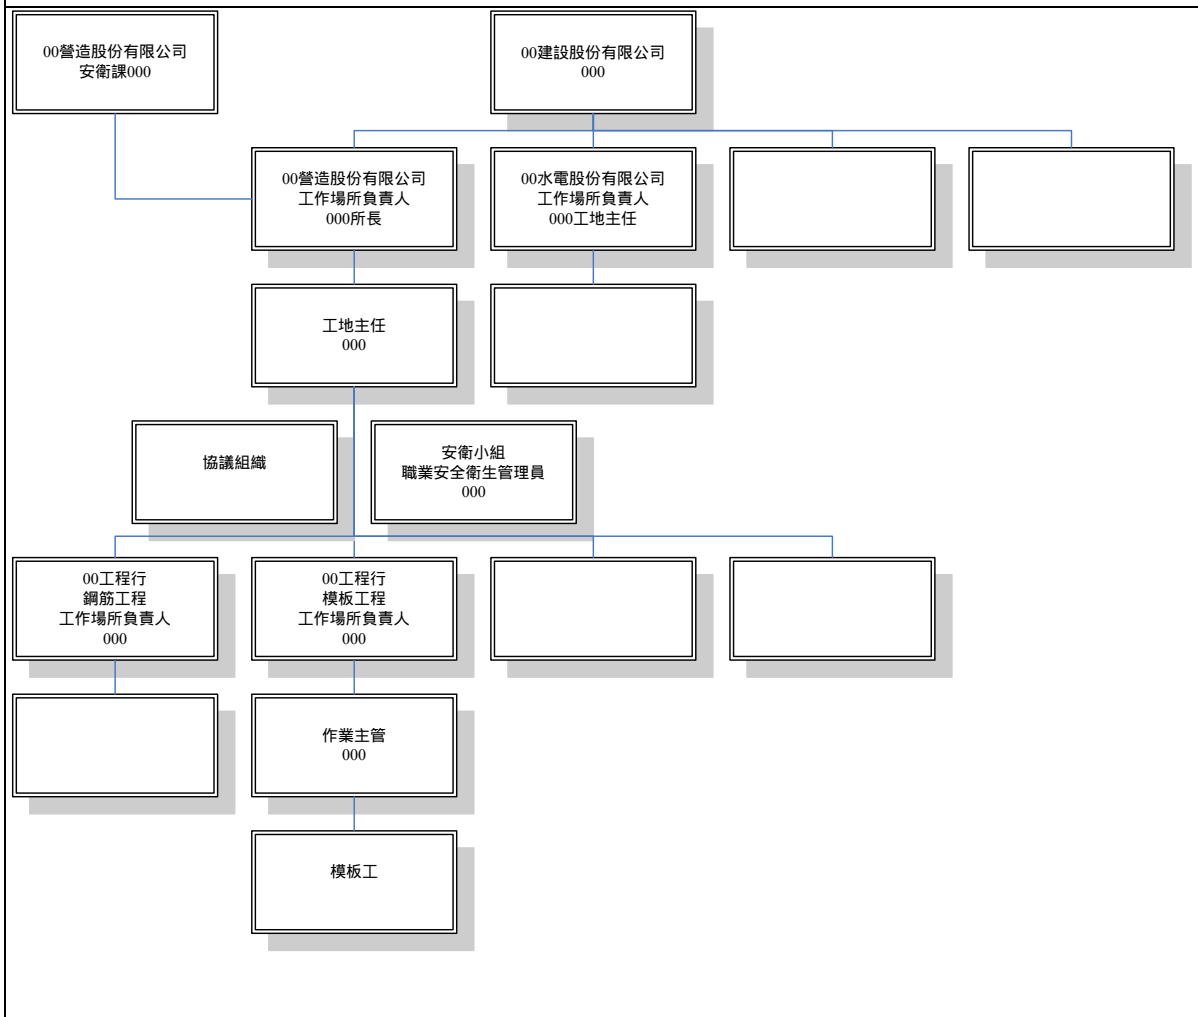 00營造股份有限公司
安衛課000
00建設股份有限公司
000
00營造股份有限公司
工作場所負責人
000所長
00水電股份有限公司
工作場所負責人
000工地主任
工地主任
000
協議組織
安衛小組
職業安全衛生管理員
000
00工程行
鋼筋工程
工作場所負責人
000
00工程行
模板工程
工作場所負責人
000
作業主管
000
模板工